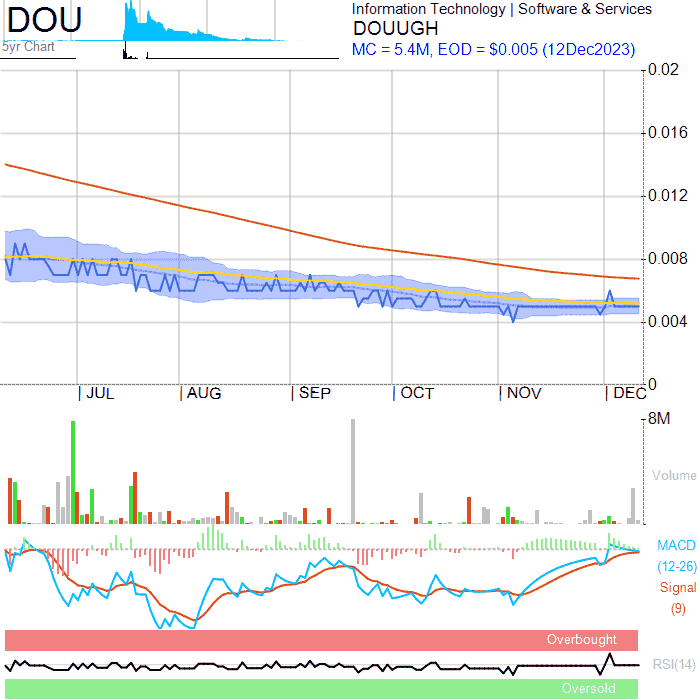 DOU
5yr Chart
Information Technology | Software & Services
DOUUGH
MC = 5.4M, EOD = $0.005 (12Dec2023)
0.02
0.016
0.012
0.008
0.004
0
| JUL | AUG | SEP | OCT | NOV | DEC
8M
Volume
MACD
(12-26)
Signal
(9)
Overbought
RSI(14)
Oversold